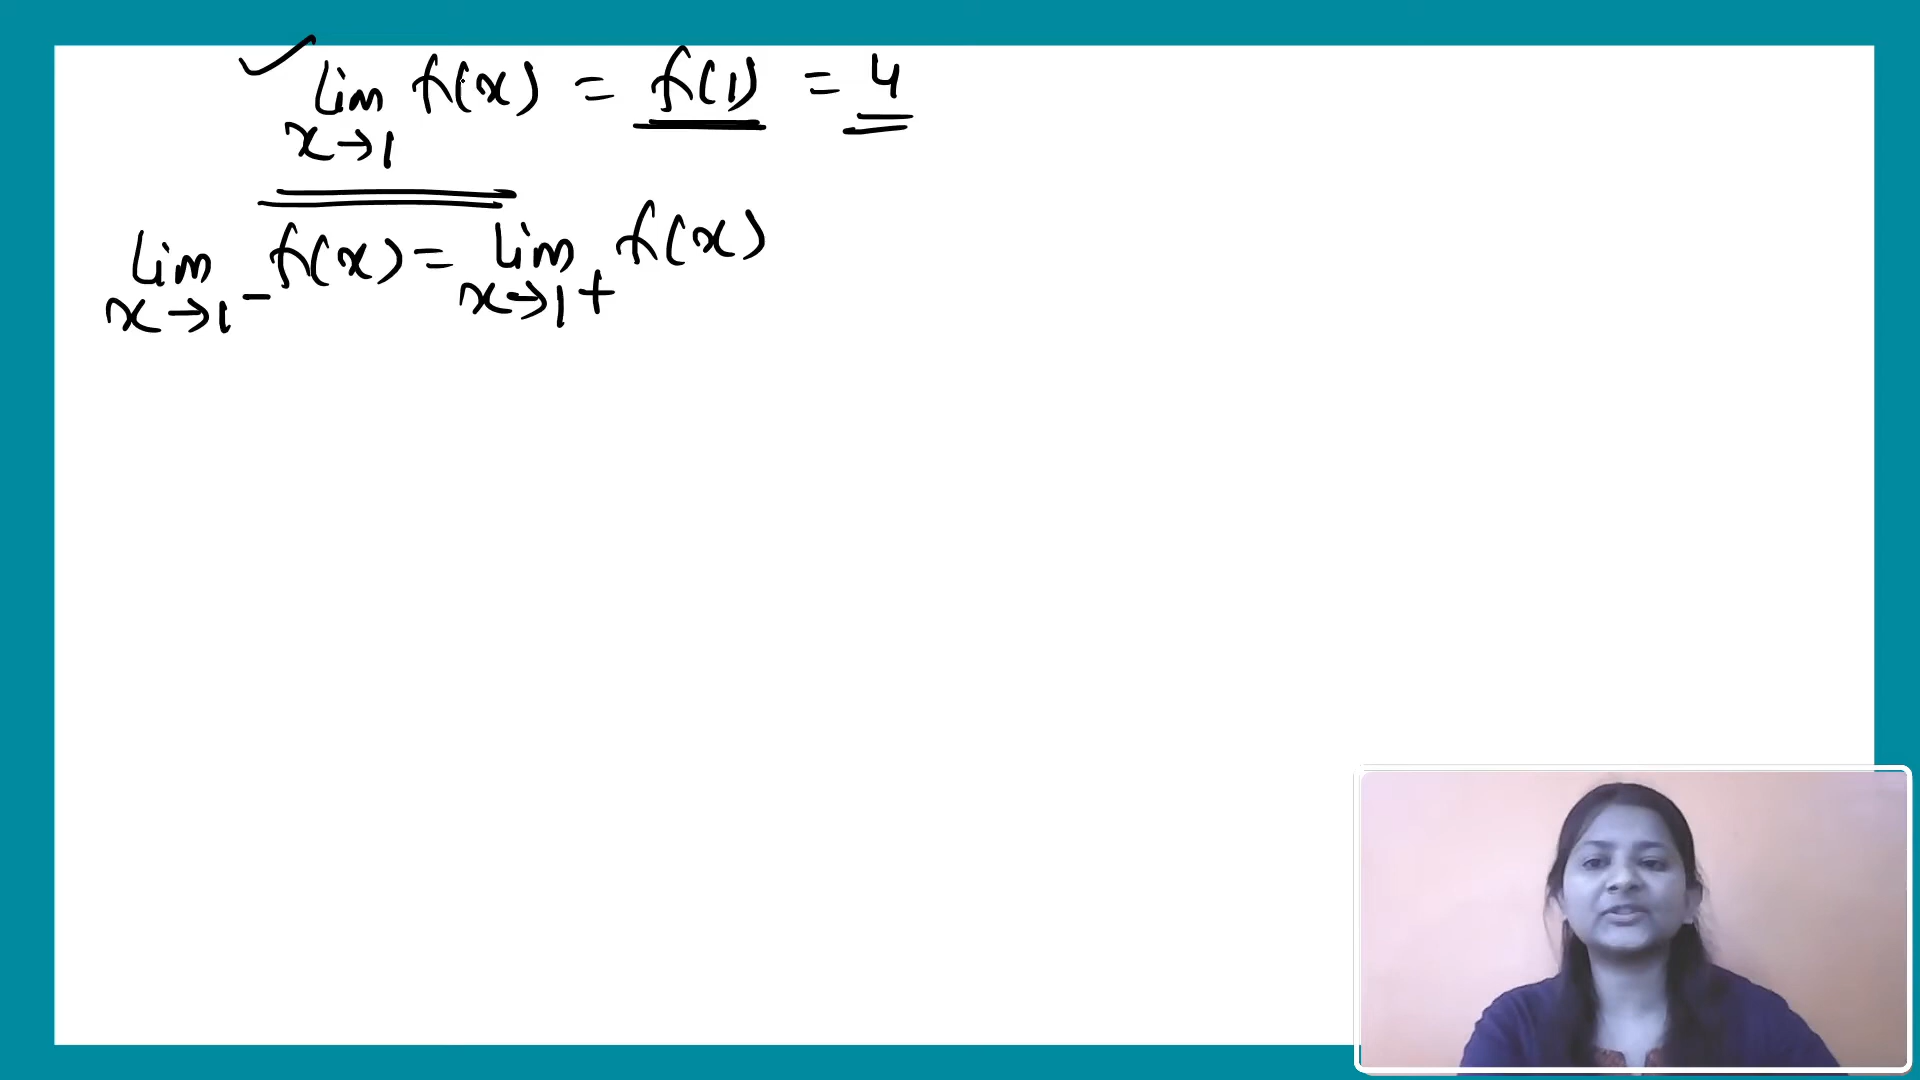 lim f(x) = f(1) = 4
x→1
lim f(x) = lim f(x)
x→1- x→1+